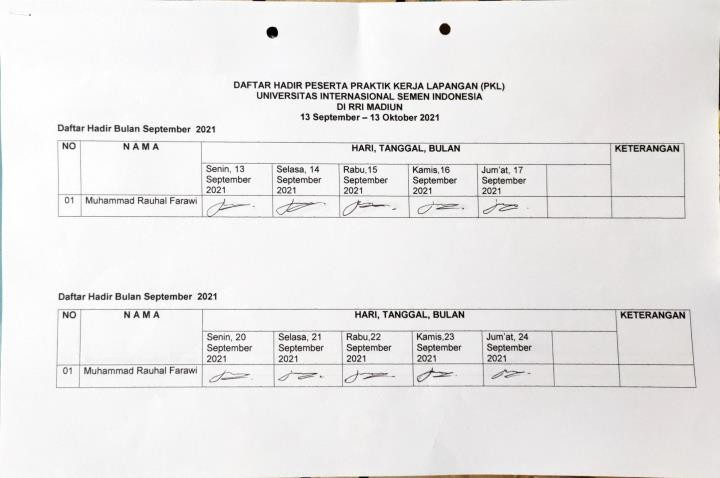 DAFTAR HADIR PESERTA PRAKTIK KERJA LAPANGAN (PKL)
UNIVERSITAS INTERNASIONAL SEMEN INDONESIA
DI RRI MADIUN
13 September – 13 Oktober 2021
Daftar Hadir Bulan September 2021
NO N A M A HARI, TANGGAL, BULAN KETERANGAN
Senin, 13 September 2021 Selasa, 14 September 2021 Rabu,15 September 2021 Kamis,16 September 2021 Jum'at, 17 September 2021
01 Muhammad Rauhal Farawi
Daftar Hadir Bulan September 2021
NO N A M A HARI, TANGGAL, BULAN KETERANGAN
Senin, 20 September 2021 Selasa, 21 September 2021 Rabu,22 September 2021 Kamis,23 September 2021 Jum'at, 24 September 2021
01 Muhammad Rauhal Farawi